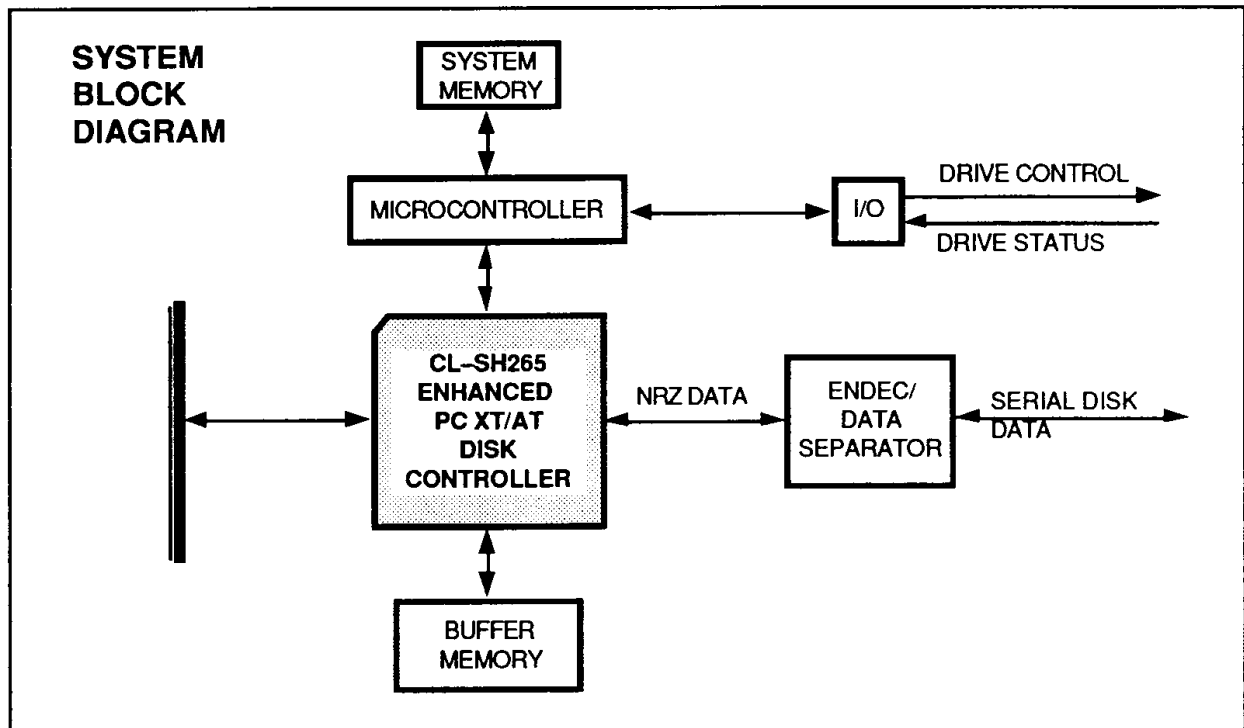 SYSTEM
BLOCK
DIAGRAM
SYSTEM
MEMORY
MICROCONTROLLER
I/O
DRIVE CONTROL
DRIVE STATUS
CL-SH265
ENHANCED
PC XT/AT
DISK
CONTROLLER
NRZ DATA
ENDEC/
DATA
SEPARATOR
SERIAL DISK
DATA
BUFFER
MEMORY